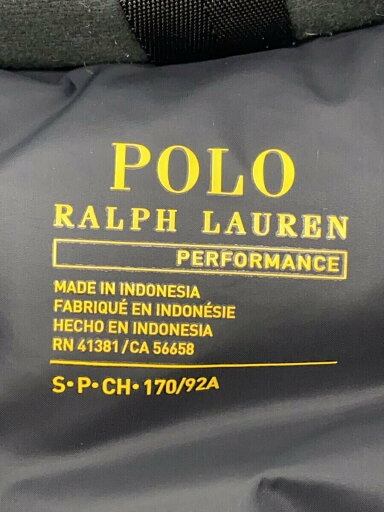 POLO
RALPH LAUREN
PERFORMANCE
MADE IN INDONESIA
FABRIQUÉ EN INDONÉSIE
HECHO EN INDONESIA
RN 41381/CA 56658
S•P•CH•170/92A